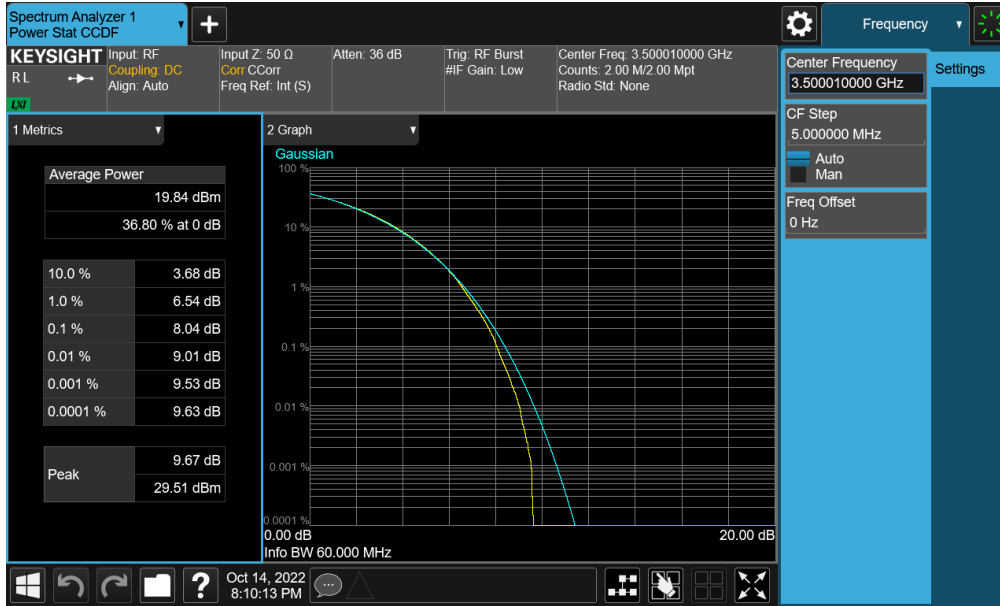 Spectrum Analyzer 1
Power Stat CCDF
+
Frequency
KEYSIGHT
R L
LXI
Input: RF
Coupling: DC
Align: Auto
Input Z: 50 Ω
Corr CCorr
Freq Ref: Int (S)
Atten: 36 dB
Trig: RF Burst
#IF Gain: Low
Center Freq: 3.500010000 GHz
Counts: 2.00 M/2.00 Mpt
Radio Std: None
Center Frequency
3.500010000 GHz
Settings
CF Step
5.000000 MHz
Auto
Man
Freq Offset
0 Hz
1 Metrics
Average Power
19.84 dBm
36.80 % at 0 dB
10.0 % 3.68 dB
1.0 % 6.54 dB
0.1 % 8.04 dB
0.01 % 9.01 dB
0.001 % 9.53 dB
0.0001 % 9.63 dB
Peak
9.67 dB
29.51 dBm
2 Graph
Gaussian
100 %
10 %
1 %
0.1 %
0.01 %
0.001 %
0.0001 %
0.00 dB 20.00 dB
Info BW 60.000 MHz
?
Oct 14, 2022
8:10:13 PM